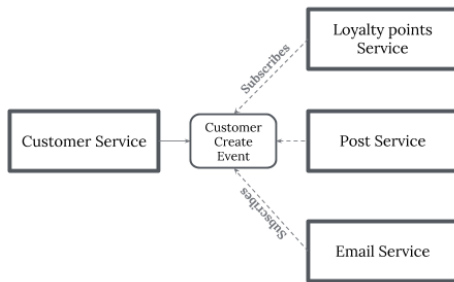 Loyalty points
Service
Subscribes
Customer Service
Customer
Create
Event
Post Service
Subscribes
Email Service